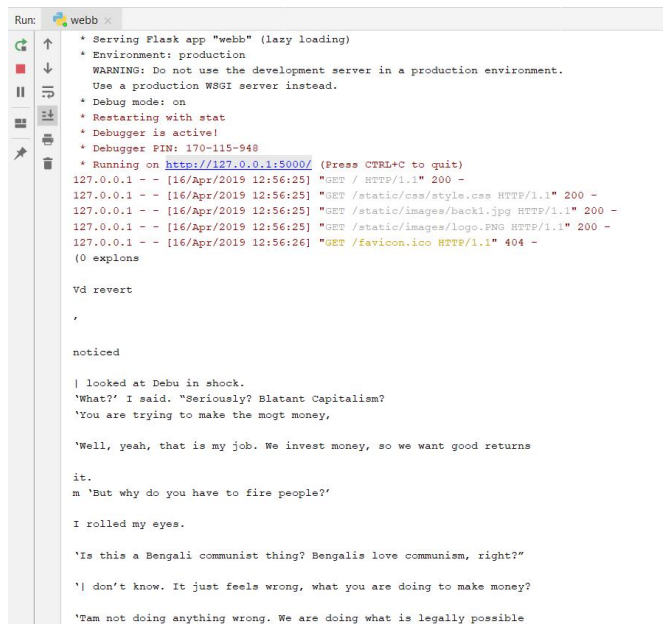 Run: webb ×
* Serving Flask app "webb" (lazy loading)
* Environment: production
WARNING: Do not use the development server in a production environment.
Use a production WSGI server instead.
* Debug mode: on
* Restarting with stat
* Debugger is active!
* Debugger PIN: 170-115-948
* Running on http://127.0.0.1:5000/ (Press CTRL+C to quit)
127.0.0.1 - - [16/Apr/2019 12:56:25] "GET / HTTP/1.1" 200 -
127.0.0.1 - - [16/Apr/2019 12:56:25] "GET /static/css/style.css HTTP/1.1" 200 -
127.0.0.1 - - [16/Apr/2019 12:56:25] "GET /static/images/back1.jpg HTTP/1.1" 200 -
127.0.0.1 - - [16/Apr/2019 12:56:25] "GET /static/images/logo.PNG HTTP/1.1" 200 -
127.0.0.1 - - [16/Apr/2019 12:56:26] "GET /favicon.ico HTTP/1.1" 404 -
(0 explons
Vd revert
,
noticed
| looked at Debu in shock.
‘What?’ I said. “Seriously? Blatant Capitalism?
‘You are trying to make the mogt money,
‘Well, yeah, that is my job. We invest money, so we want good returns
it.
m ‘But why do you have to fire people?’
I rolled my eyes.
‘Is this a Bengali communist thing? Bengalis love communism, right?”
‘| don’t know. It just feels wrong, what you are doing to make money?
‘Tam not doing anything wrong. We are doing what is legally possible